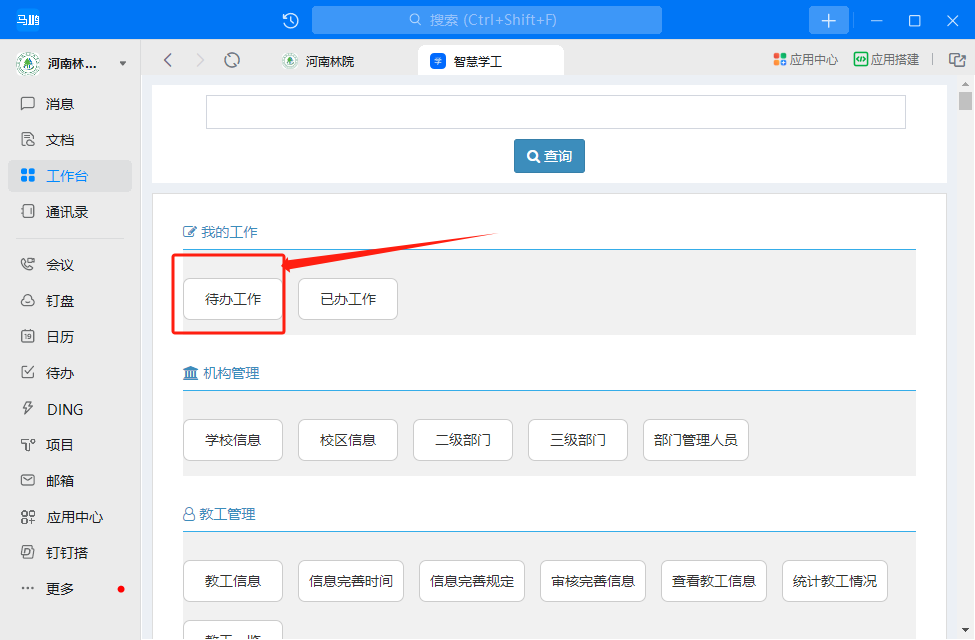 马鹏
搜索 (Ctrl+Shift+F)
河南林...
河南林院
学 智慧学工
应用中心
应用搭建
消息
文档
工作台
通讯录
会议
钉盘
19 日历
待办
DING
项目
邮箱
应用中心
钉钉搭
更多
查询
我的工作
待办工作 已办工作
机构管理
学校信息 校区信息 二级部门 三级部门 部门管理人员
教工管理
教工信息 信息完善时间 信息完善规定 审核完善信息 查看教工信息 统计教工情况